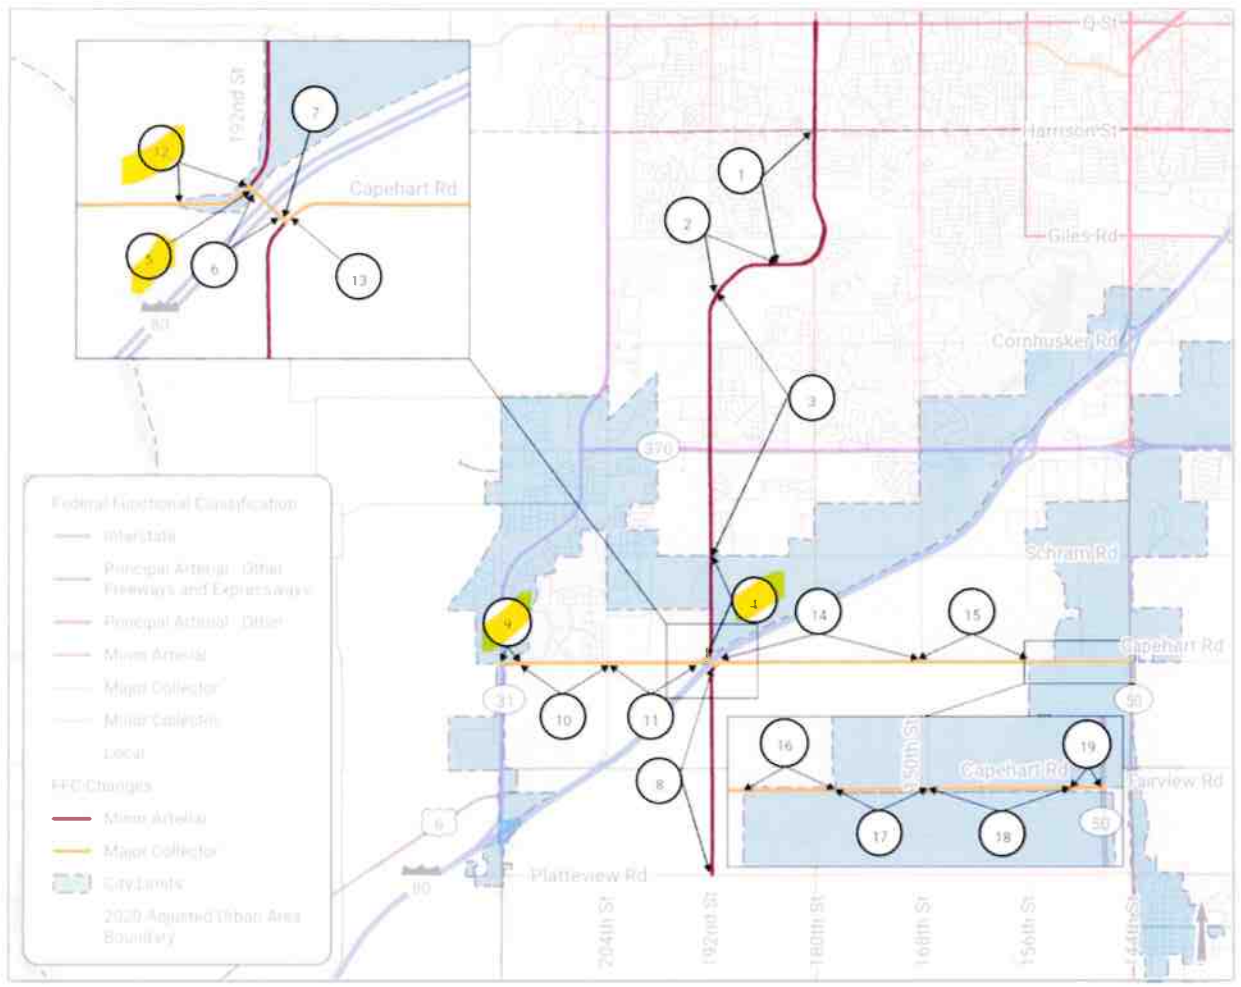 Q St
192nd St
7
12
Capehart Rd
5
6
13
80
1
Harrison St
2
Giles Rd
Cornhusker Rd
3
370
Schram Rd
4
9
14
15
Capehart Rd
31
50
10
11
8
16
150th St
Capehart Rd
19
Fairview Rd
17
18
50
6
80
Platteview Rd
204th St
192nd St
180th St
168th St
156th St
144th St
Federal Functional Classification
Interstate
Principal Arterial - Other
Freeways and Expressways
Principal Arterial - Other
Minor Arterial
Major Collector
Minor Collector
Local
FFC Changes
Minor Arterial
Major Collector
City Limits
2020 Adjusted Urban Area
Boundary